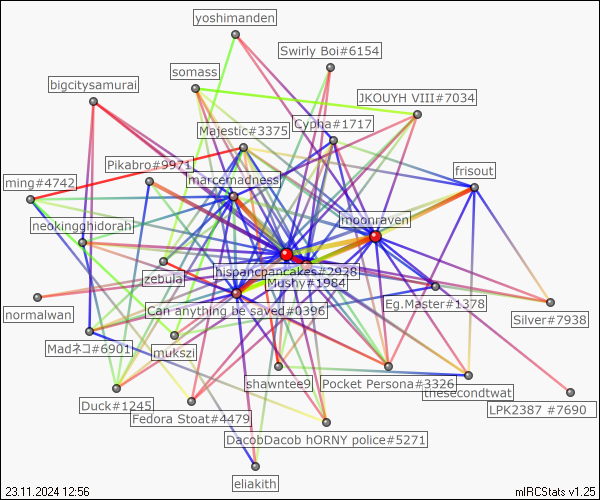 yoshimanden
Swirly Boi#6154
somass
bigcitysamurai
JKOUYH VIII#7034
Cypha#1717
Majestic#3375
Pikabro#9971
frisout
marcemadness
ming#4742
moonraven
neokingghidorah
hispancpancakes#2928
zebula
Mushy#1984
Eg.Master#1378
normalwan
Can anything be saved#0396
Silver#7938
Madネコ#6901
mukszi
shawntee9
Pocket Persona#3326
thesecondtwat
Duck#1245
LPK2387 #7690
Fedora Stoat#4479
DacobDacob hORNY police#5271
eliakith
23.11.2024 12:56
mIRCStats v1.25